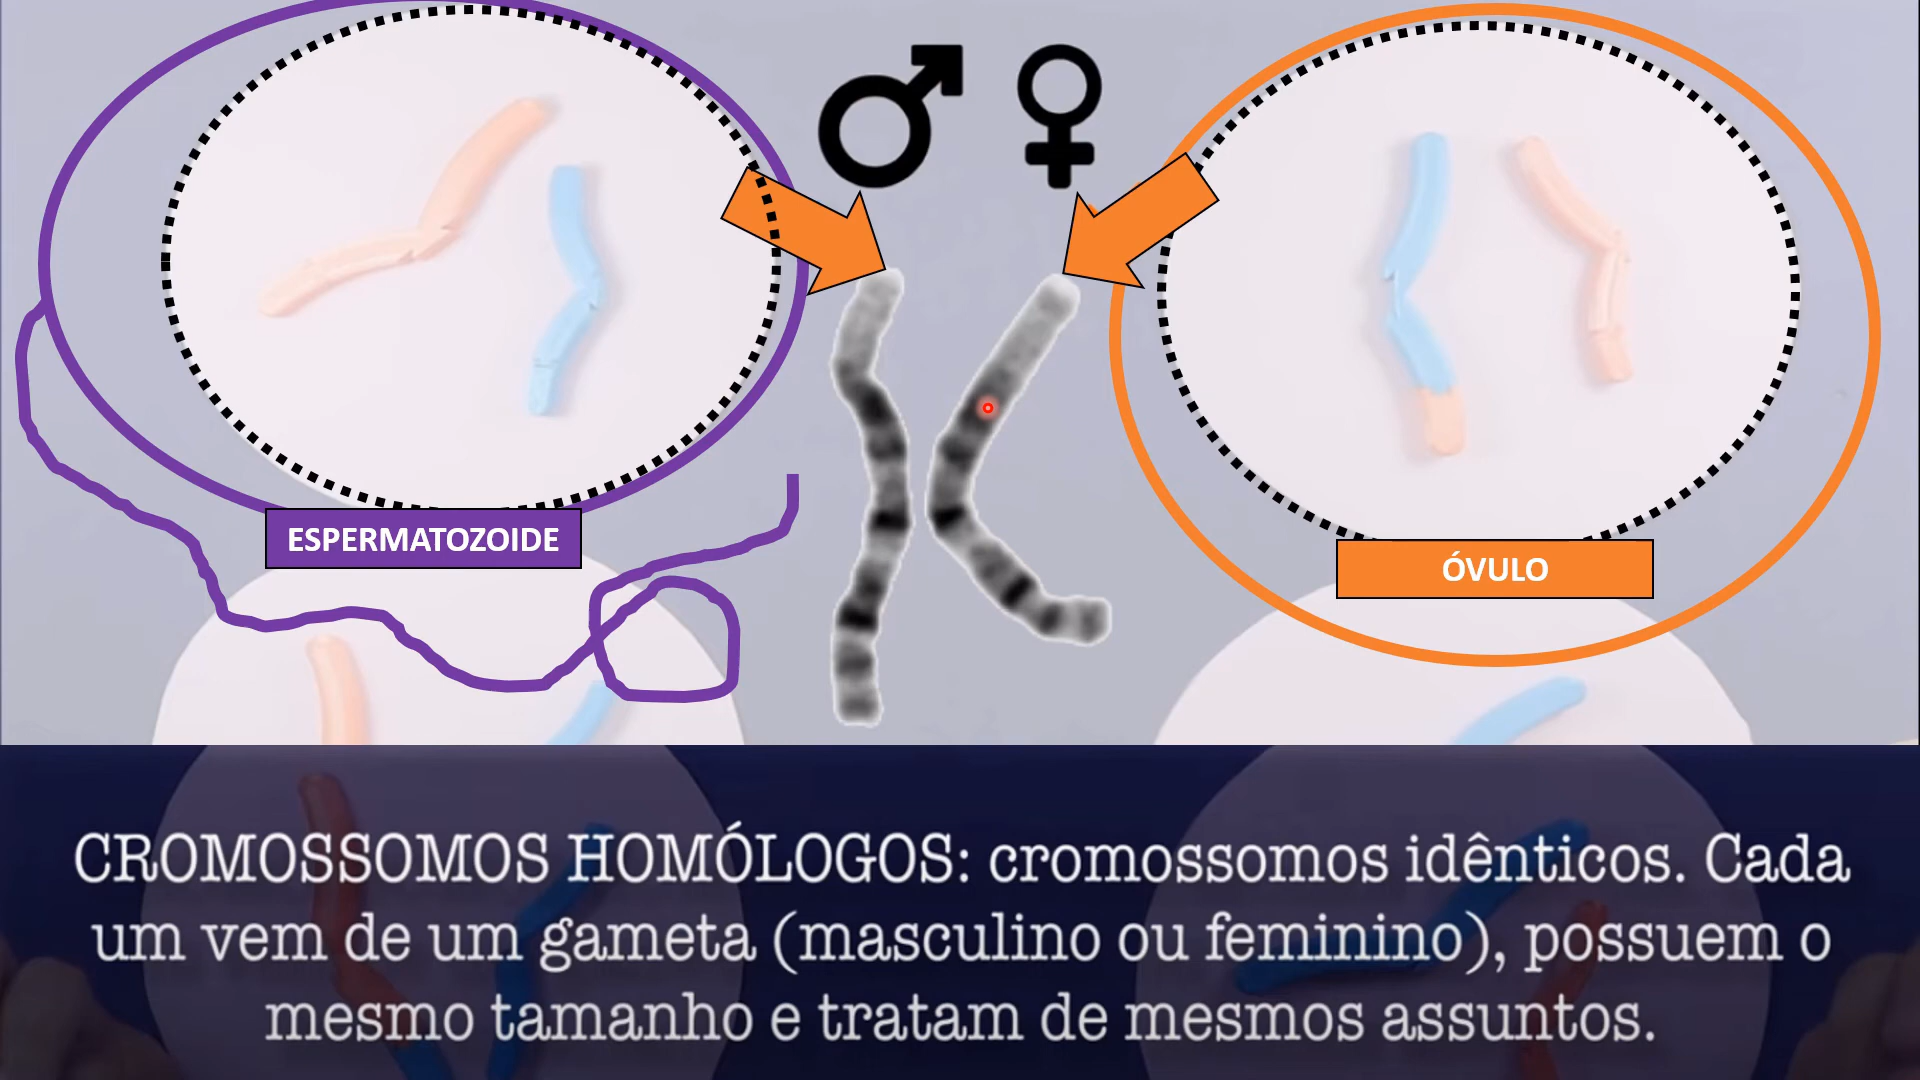 ESPERMATOZOIDE
ÓVULO
CROMOSSOMOS HOMÓLOGOS: cromossomos idênticos. Cada
um vem de um gameta (masculino ou feminino), possuem o
mesmo tamanho e tratam de mesmos assuntos.